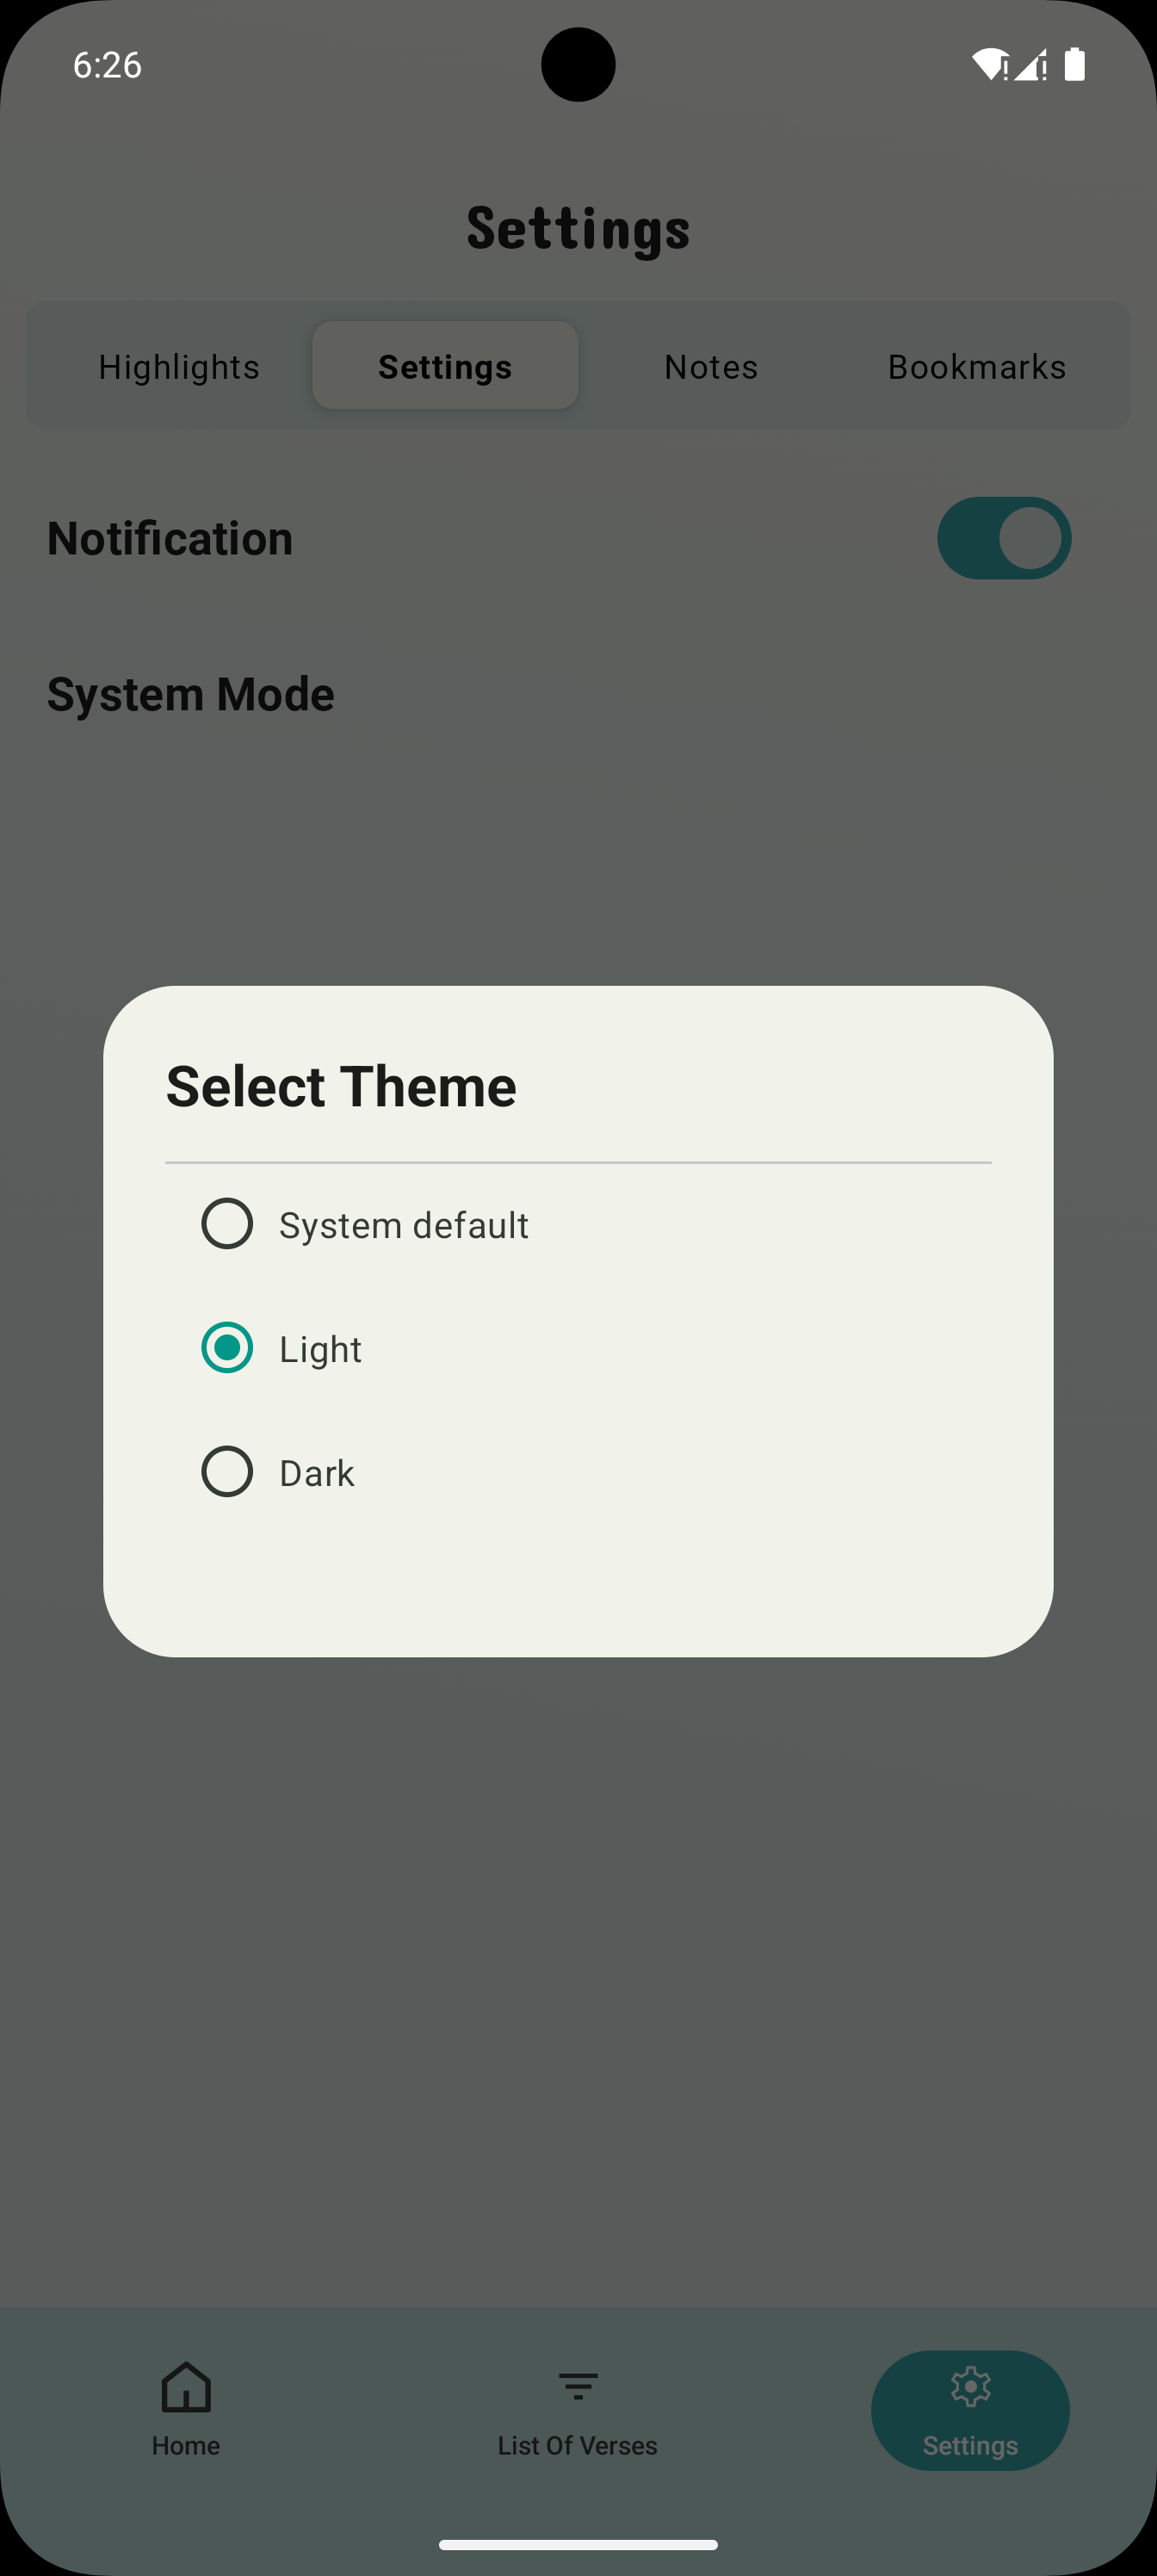 6:26
Settings
Highlights Settings Notes Bookmarks
Notification
System Mode
Select Theme
System default
Light
Dark
Home List Of Verses Settings